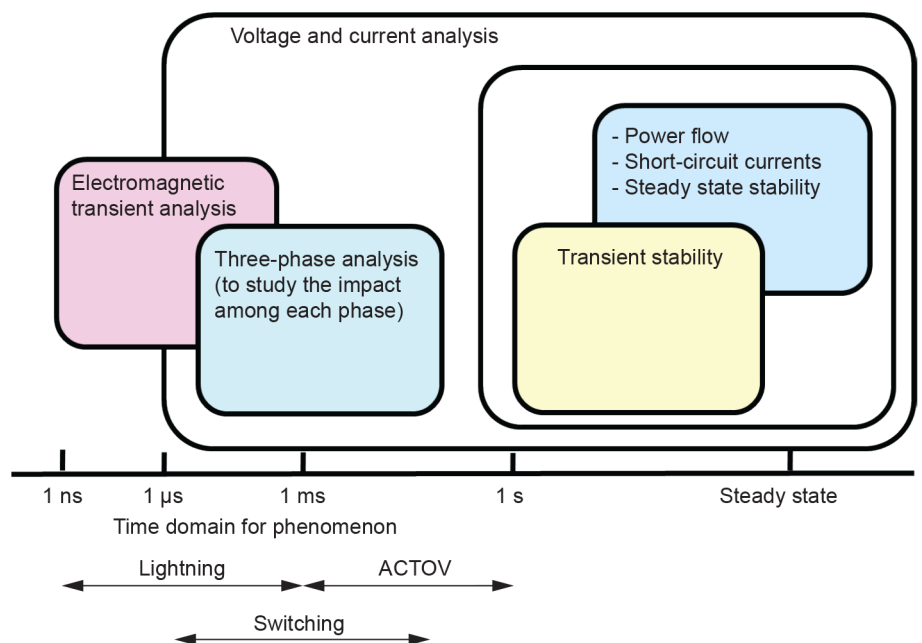 Voltage and current analysis
- Power flow
- Short-circuit currents
- Steady state stability
Electromagnetic
transient analysis
Three-phase analysis
(to study the impact
among each phase)
Transient stability
1 ns
1 µs
1 ms
1 s
Steady state
Time domain for phenomenon
Lightning
ACTOV
Switching